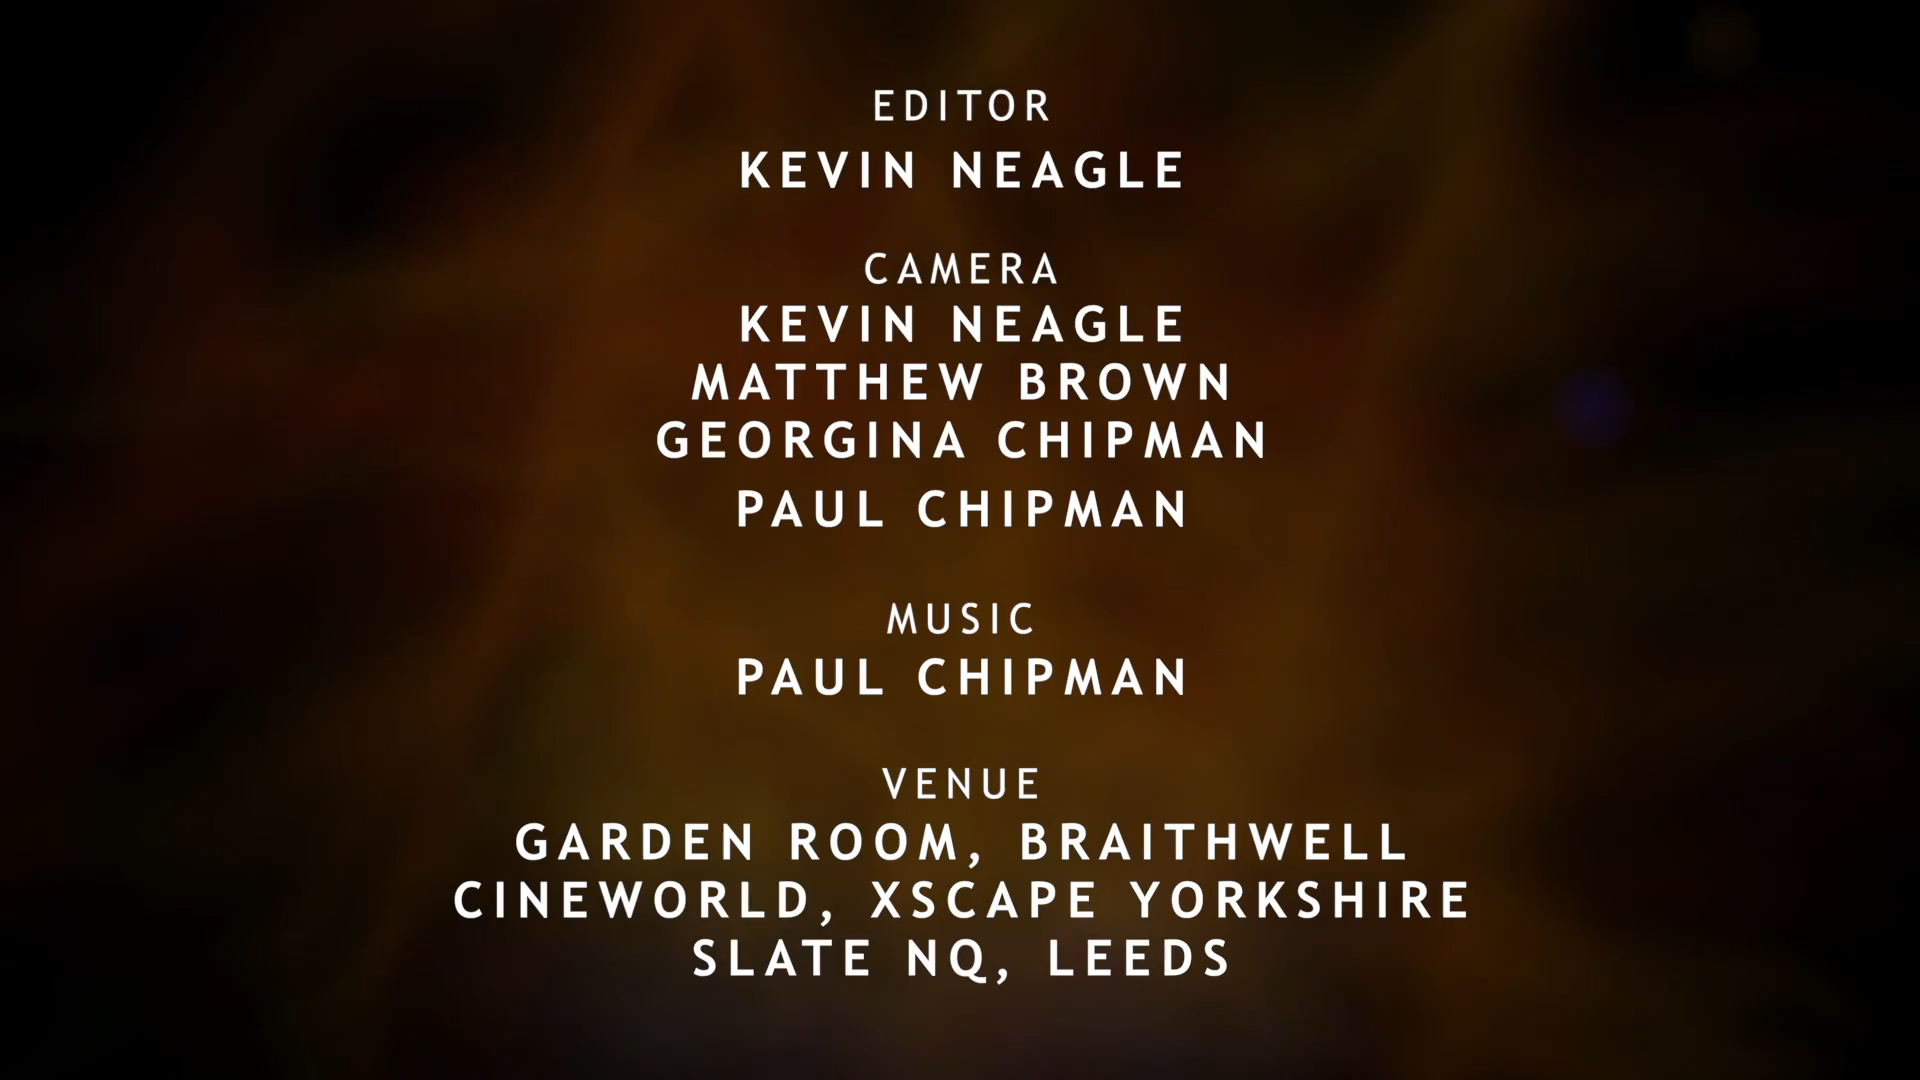 EDITOR
KEVIN NEAGLE
CAMERA
KEVIN NEAGLE
MATTHEW BROWN
GEORGINA CHIPMAN
PAUL CHIPMAN
MUSIC
PAUL CHIPMAN
VENUE
GARDEN ROOM, BRAITHWELL
CINEWORLD, XSCAPE YORKSHIRE
SLATE NQ, LEEDS